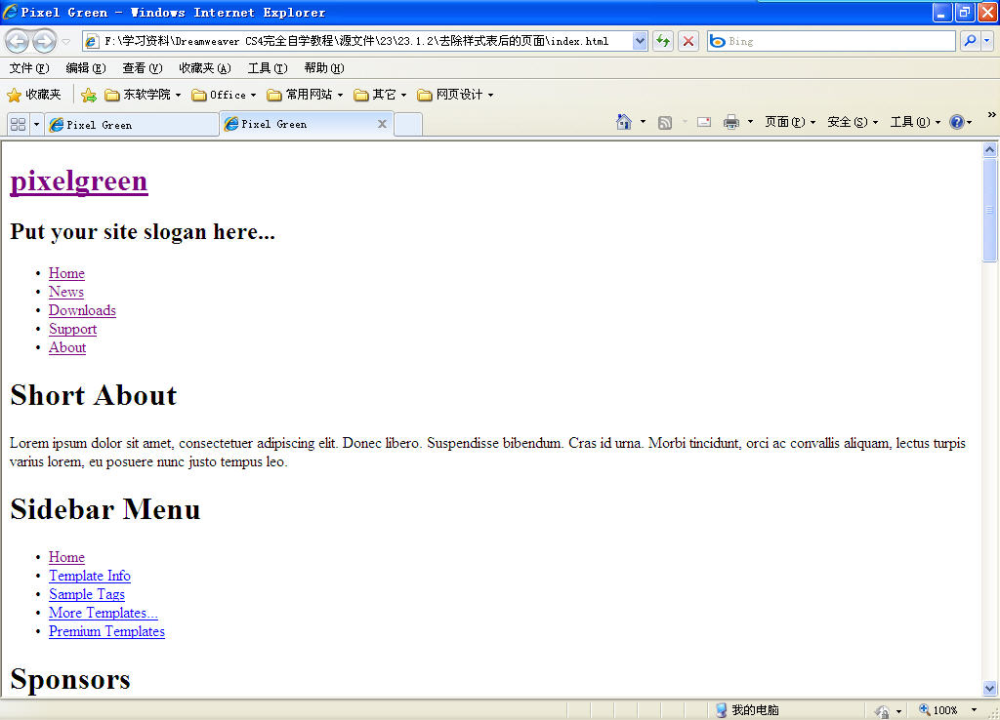 Pixel Green - Windows Internet Explorer
F:\学习资料\Dreamweaver CS4完全自学教程\源文件\23\23.1.2\去除样式表后的页面\index.html
Bing
文件(F) 编辑(E) 查看(V) 收藏夹(A) 工具(T) 帮助(H)
收藏夹 东软学院 Office 常用网站 其它 网页设计
Pixel Green Pixel Green 页面(P) 安全(S) 工具(O) »
pixelgreen
Put your site slogan here...
• Home
• News
• Downloads
• Support
• About
Short About
Lorem ipsum dolor sit amet, consectetuer adipiscing elit. Donec libero. Suspendisse bibendum. Cras id urna. Morbi tincidunt, orci ac convallis aliquam, lectus turpis
varius lorem, eu posuere nunc justo tempus leo.
Sidebar Menu
• Home
• Template Info
• Sample Tags
• More Templates...
• Premium Templates
Sponsors
我的电脑 100%